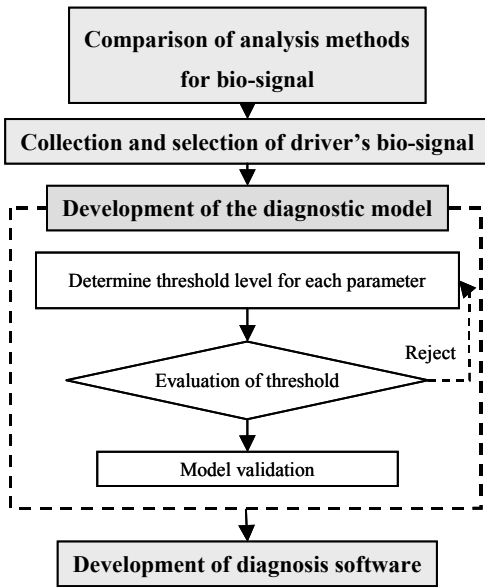 Comparison of analysis methods
for bio-signal
Collection and selection of driver's bio-signal
Development of the diagnostic model
Determine threshold level for each parameter
Reject
Evaluation of threshold
Model validation
Development of diagnosis software